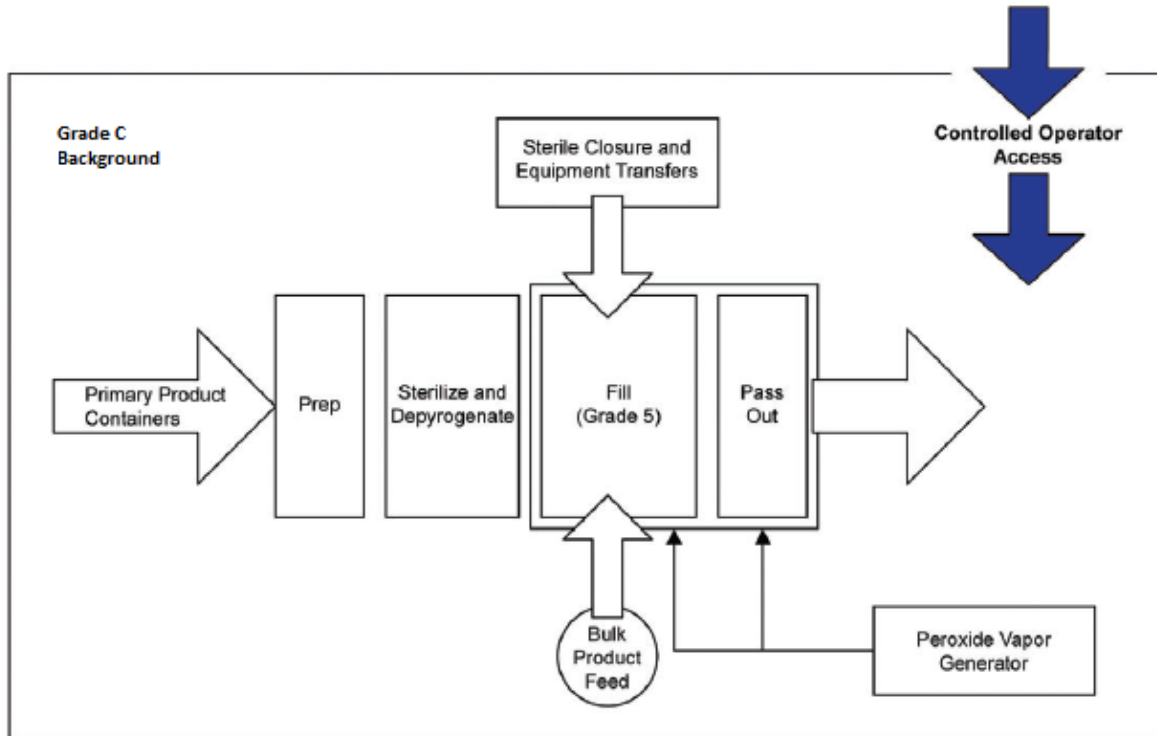 Grade C
Background
Controlled Operator
Access
Sterile Closure and
Equipment Transfers
Primary Product
Containers
Prep
Sterilize and
Depyrogenate
Fill
(Grade 5)
Pass
Out
Bulk
Product
Feed
Peroxide Vapor
Generator